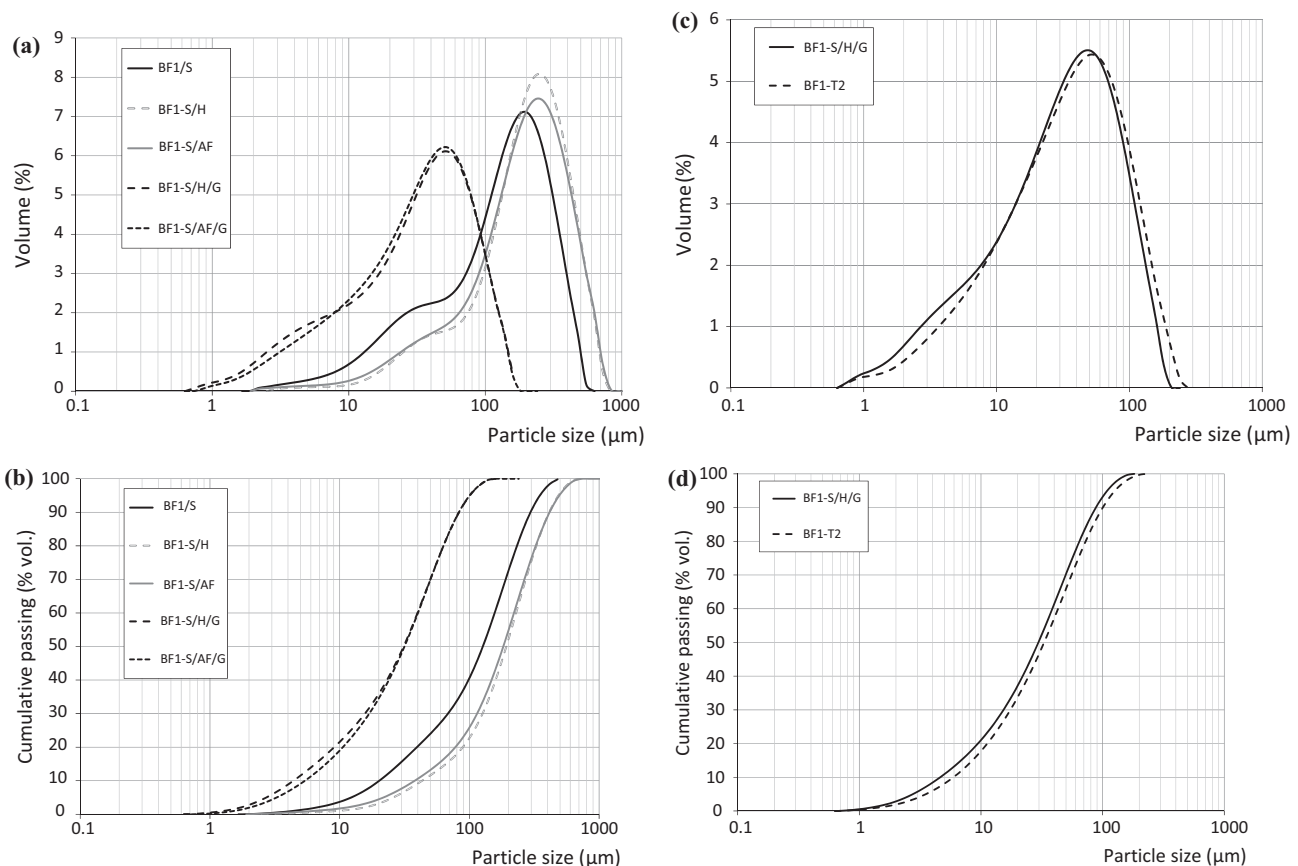 (a)
Volume (%)
9
8
7
6
5
4
3
2
1
0
BF1/S
BF1-S/H
BF1-S/AF
BF1-S/H/G
BF1-S/AF/G
0.1 1 10 100 1000
Particle size (µm)
(c)
Volume (%)
6
5
4
3
2
1
0
BF1-S/H/G
BF1-T2
0.1 1 10 100 1000
Particle size (µm)
(b)
Cumulative passing (% vol.)
100
90
80
70
60
50
40
30
20
10
0
BF1/S
BF1-S/H
BF1-S/AF
BF1-S/H/G
BF1-S/AF/G
0.1 1 10 100 1000
Particle size (µm)
(d)
Cumulative passing (% vol.)
100
90
80
70
60
50
40
30
20
10
0
BF1-S/H/G
BF1-T2
0.1 1 10 100 1000
Particle size (µm)